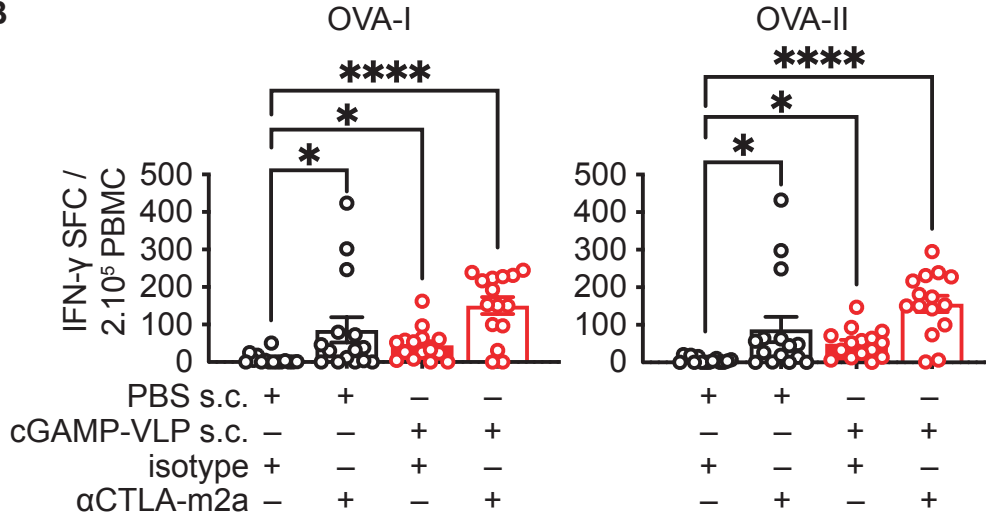 B
OVA-I OVA-II
**** ****
* *
* *
IFN-γ SFC /
2.10⁵ PBMC
500 500
400 400
300 300
200 200
100 100
0 0
PBS s.c. + + – – + + – –
cGAMP-VLP s.c. – – + + – – + +
isotype + – + – + – + –
αCTLA-m2a – + – + – + – +